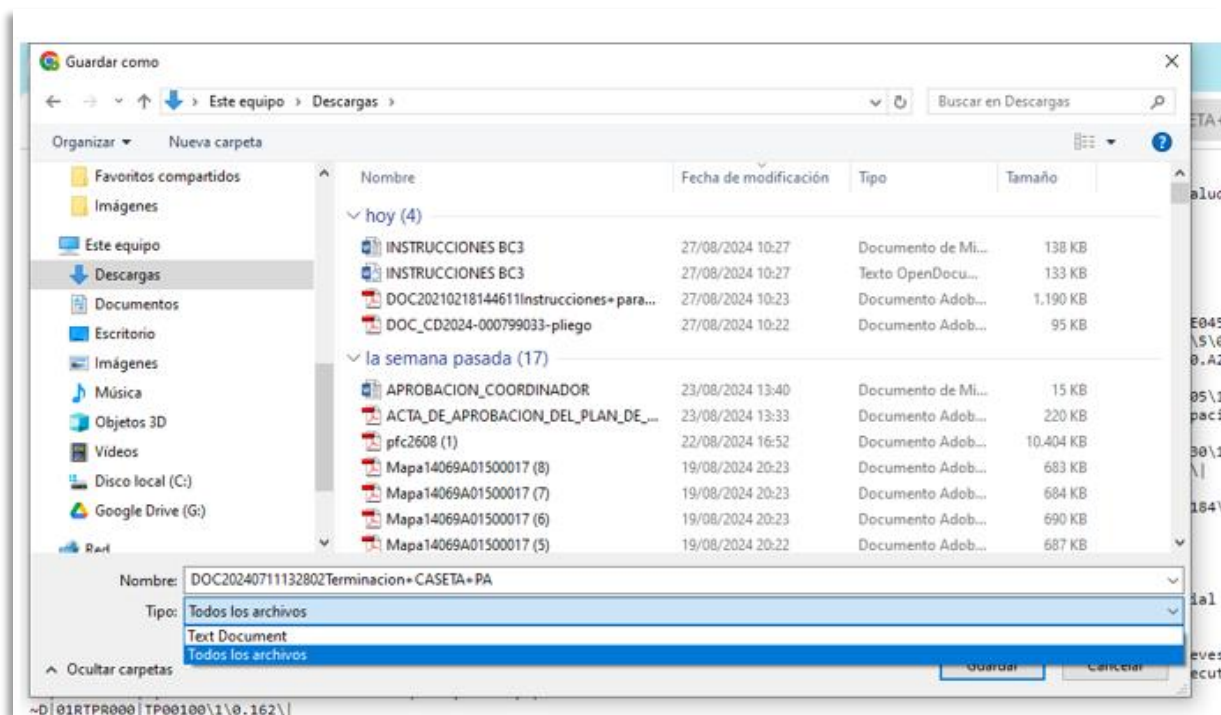 Guardar como
Este equipo > Descargas >
Buscar en Descargas
Organizar
Nueva carpeta
Favoritos compartidos
Imágenes
Este equipo
Descargas
Documentos
Escritorio
Imágenes
Música
Objetos 3D
Vídeos
Disco local (C:)
Google Drive (G:)
Red
Nombre Fecha de modificación Tipo Tamaño
hoy (4)
INSTRUCCIONES BC3 27/08/2024 10:27 Documento de Mi... 138 KB
INSTRUCCIONES BC3 27/08/2024 10:27 Texto OpenDocu... 133 KB
DOC20210218144611Instrucciones+para... 27/08/2024 10:23 Documento Adob... 1.190 KB
DOC_CD2024-000799033-pliego 27/08/2024 10:22 Documento Adob... 95 KB
la semana pasada (17)
APROBACION_COORDINADOR 23/08/2024 13:40 Documento de Mi... 15 KB
ACTA_DE_APROBACION_DEL_PLAN_DE_... 23/08/2024 13:33 Documento Adob... 220 KB
pfc2608 (1) 22/08/2024 16:52 Documento Adob... 10.404 KB
Mapa14069A01500017 (8) 19/08/2024 20:23 Documento Adob... 683 KB
Mapa14069A01500017 (7) 19/08/2024 20:23 Documento Adob... 684 KB
Mapa14069A01500017 (6) 19/08/2024 20:23 Documento Adob... 690 KB
Mapa14069A01500017 (5) 19/08/2024 20:22 Documento Adob... 687 KB
Nombre: DOC20240711132802Terminacion+CASETA+PA
Tipo: Todos los archivos
Text Document
Todos los archivos
Ocultar carpetas
Guardar
Cancelar
~D|01RTPR000|TP00100\1\0.162\|